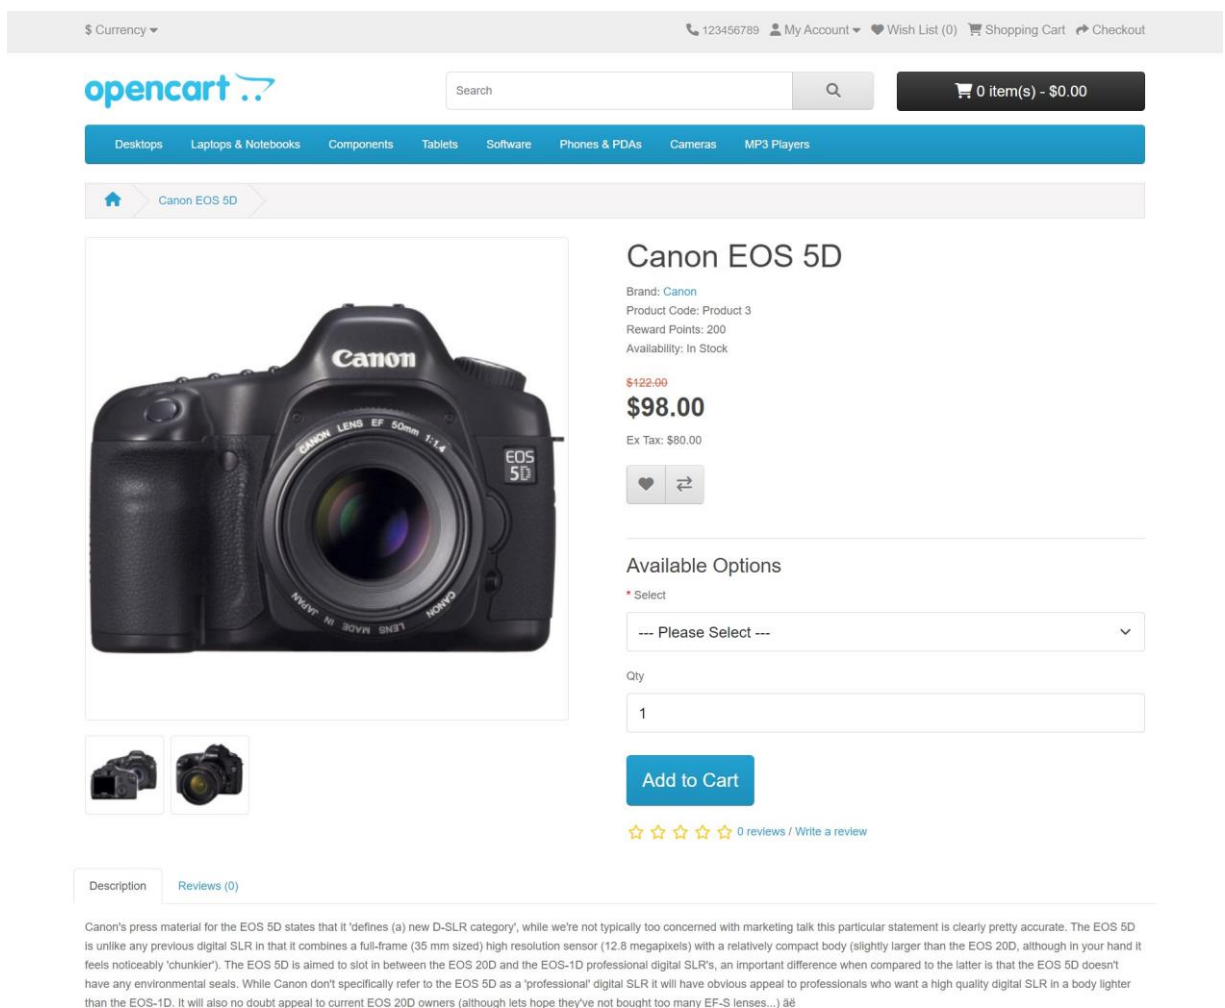 $ Currency
123456789 My Account Wish List (0) Shopping Cart Checkout
opencart
Search
0 item(s) - $0.00
Desktops Laptops & Notebooks Components Tablets Software Phones & PDAs Cameras MP3 Players
Canon EOS 5D
Canon EOS 5D
Brand: Canon
Product Code: Product 3
Reward Points: 200
Availability: In Stock
$122.00
$98.00
Ex Tax: $80.00
Canon
CANON LENS EF 50mm 1:1.4
EOS
5D
CANON LENS MADE IN JAPAN
Available Options
* Select
--- Please Select ---
Qty
1
Add to Cart
0 reviews / Write a review
Description Reviews (0)
Canon's press material for the EOS 5D states that it 'defines (a) new D-SLR category', while we're not typically too concerned with marketing talk this particular statement is clearly pretty accurate. The EOS 5D
is unlike any previous digital SLR in that it combines a full-frame (35 mm sized) high resolution sensor (12.8 megapixels) with a relatively compact body (slightly larger than the EOS 20D, although in your hand it
feels noticeably 'chunkier'). The EOS 5D is aimed to slot in between the EOS 20D and the EOS-1D professional digital SLR's, an important difference when compared to the latter is that the EOS 5D doesn't
have any environmental seals. While Canon don't specifically refer to the EOS 5D as a 'professional' digital SLR it will have obvious appeal to professionals who want a high quality digital SLR in a body lighter
than the EOS-1D. It will also no doubt appeal to current EOS 20D owners (although lets hope they've not bought too many EF-S lenses...) äë